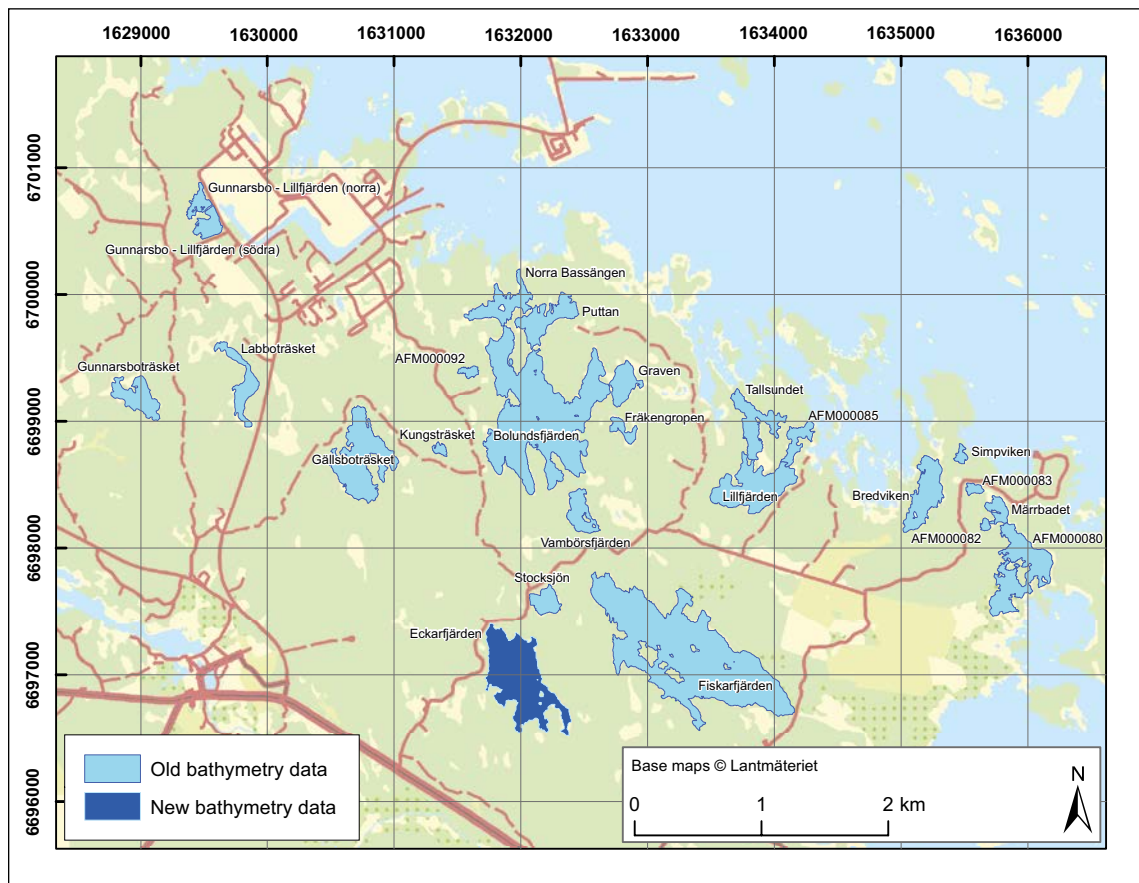 1629000 1630000 1631000 1632000 1633000 1634000 1635000 1636000
6701000
Gunnarsbo - Lillfjärden (norra)
Gunnarsbo - Lillfjärden (södra)
6700000
Norra Bassängen
Puttan
Labboträsket
Gunnarsboträsket
AFM000092
Graven
Tallsundet
6699000
Fräkengropen
AFM000085
Kungsträsket
Bolundsfjärden
Gällsboträsket
Simpviken
AFM000083
Lillfjärden
Bredviken
Märrbadet
Vambörsfjärden
AFM000082
AFM000080
6698000
Stocksjön
Eckarfjärden
6697000
Fiskarfjärden
6696000
Old bathymetry data
New bathymetry data
Base maps © Lantmäteriet
N
0 1 2 km